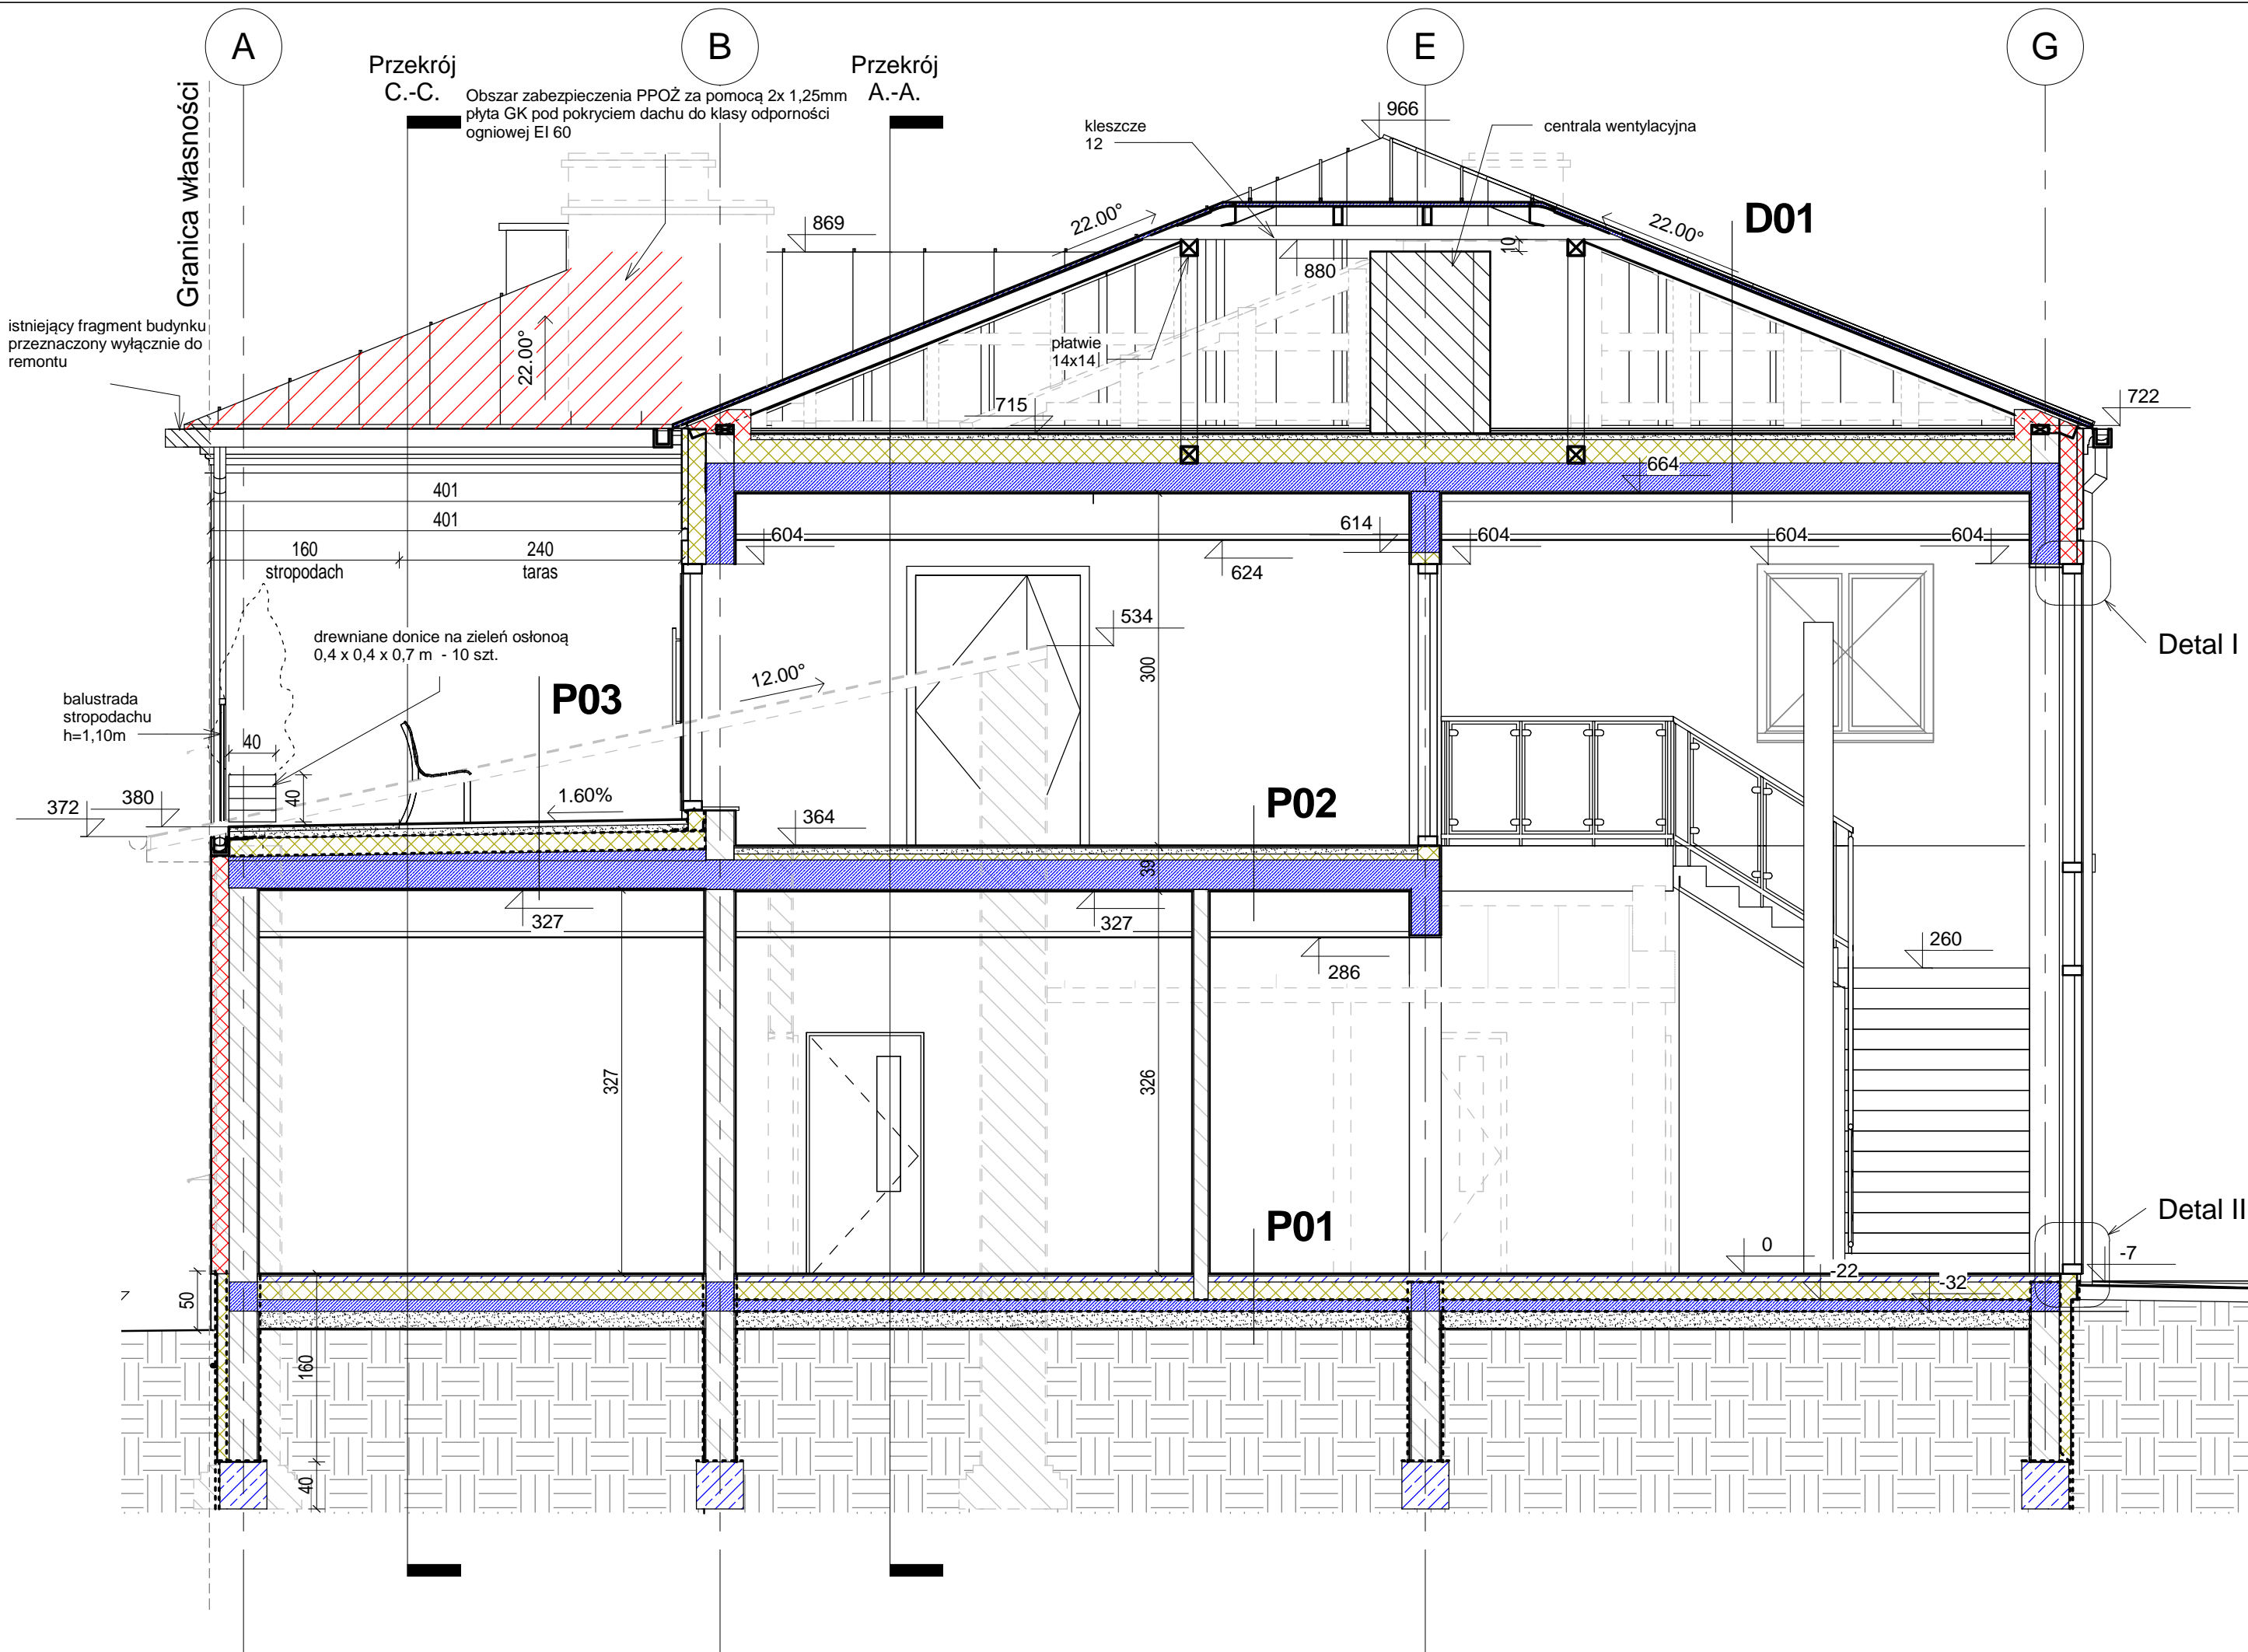 A
B
E
G
Przekrój
C.-C.
Przekrój
A.-A.
Granica własności
Obszar zabezpieczenia PPOŻ za pomocą 2x 1,25mm
płyta GK pod pokryciem dachu do klasy odporności
ogniowej EI 60
kleszcze
12
966
centrala wentylacyjna
D01
869
22.00°
22.00°
10
880
istniejący fragment budynku
przeznaczony wyłącznie do
remontu
22.00°
płatwie
14x14
715
722
664
401
401
160
stropodach
240
taras
604
614
624
604
604
604
Detal I
534
300
drewniane donice na zieleń osłonoą
0,4 x 0,4 x 0,7 m - 10 szt.
P03
12.00°
balustrada
stropodachu
h=1,10m
40
40
1.60%
372
380
364
P02
39
327
327
286
260
327
326
P01
0
-7
-22
-32
Detal II
50
7
160
40